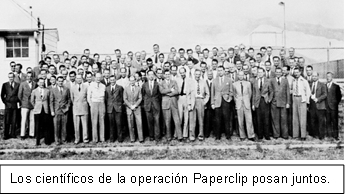 Los científicos de la operación Paperclip posan juntos.